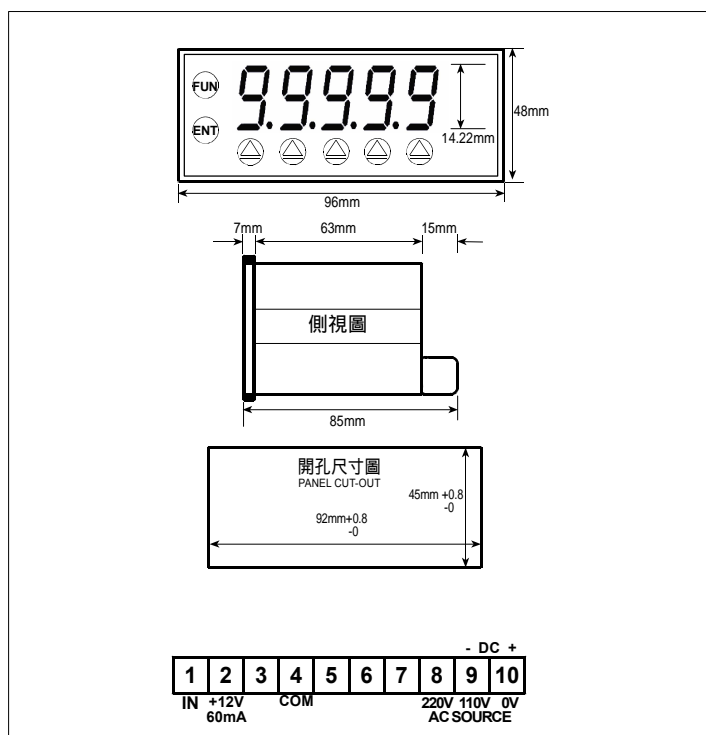 FUN
9.9.9.9.9
ENT
14.22mm
48mm
96mm
7mm 63mm 15mm
側視圖
85mm
開孔尺寸圖
PANEL CUT-OUT
45mm +0.8
-0
92mm+0.8
-0
- DC +
1 2 3 4 5 6 7 8 9 10
IN +12V COM 220V 110V 0V
60mA AC SOURCE